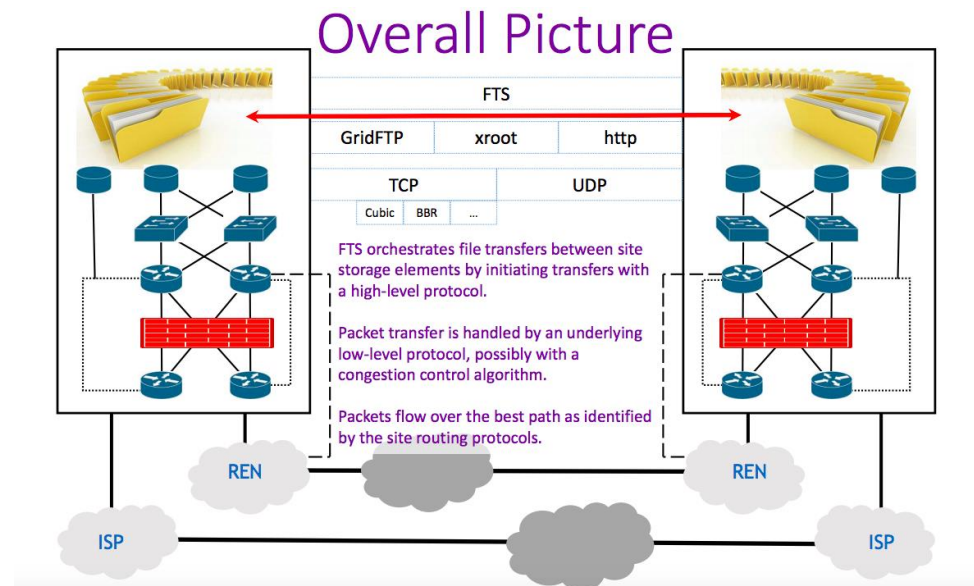 Overall Picture
FTS
GridFTP xroot http
TCP UDP
Cubic BBR ...
FTS orchestrates file transfers between site
storage elements by initiating transfers with
a high-level protocol.
Packet transfer is handled by an underlying
low-level protocol, possibly with a
congestion control algorithm.
Packets flow over the best path as identified
by the site routing protocols.
REN REN
ISP ISP